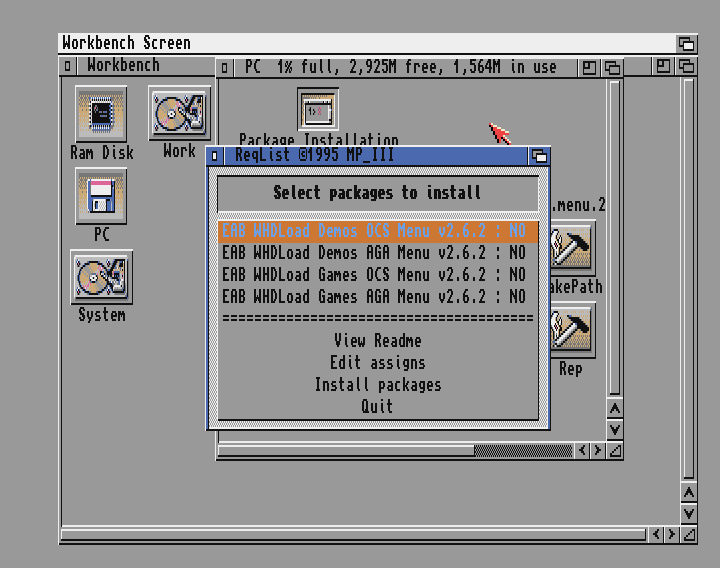 Workbench Screen
Workbench
PC 1% full, 2,925M free, 1,564M in use
Ram Disk
Work
Package Installation
PC
System
ReqList ©1995 MP_III
Select packages to install
EAB WHDLoad Demos OCS Menu v2.6.2 : NO
EAB WHDLoad Demos AGA Menu v2.6.2 : NO
EAB WHDLoad Games OCS Menu v2.6.2 : NO
EAB WHDLoad Games AGA Menu v2.6.2 : NO
========================================
View Readme
Edit assigns
Install packages
Quit
.menu.2
akePath
Rep